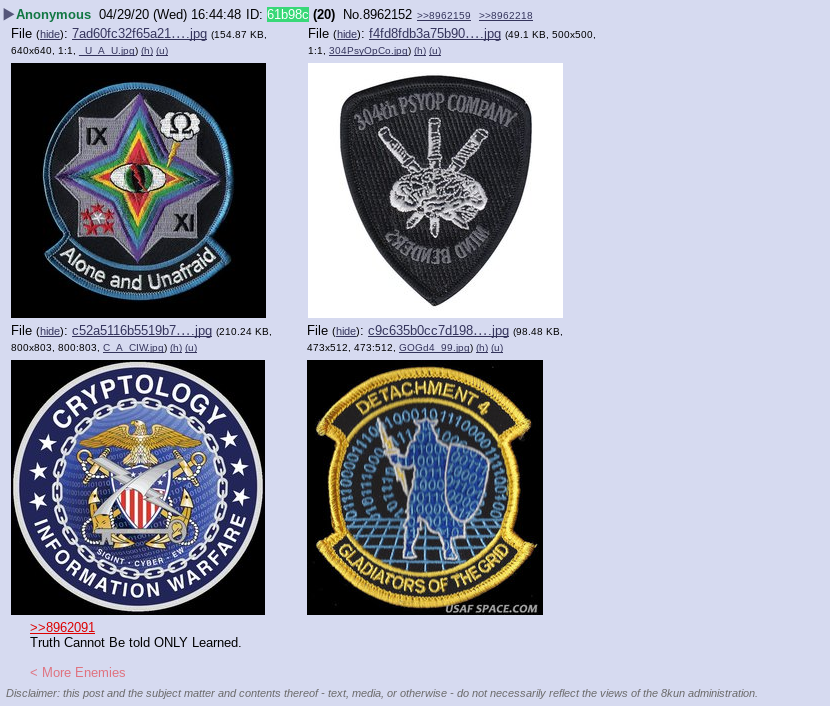 ▶Anonymous 04/29/20 (Wed) 16:44:48 ID: 61b98c (20) No.8962152 >>8962159 >>8962218
File (hide): 7ad60fc32f65a21….jpg (154.87 KB, 640x640, 1:1, _U_A_U.jpg) (h) (u)
File (hide): f4fd8fdb3a75b90….jpg (49.1 KB, 500x500, 1:1, 304PsyOpCo.jpg) (h) (u)
IX
Ω
XI
Alone and Unafraid
304th PSYOP COMPANY
MIND BENDERS
File (hide): c52a5116b5519b7….jpg (210.24 KB, 800x803, 800:803, C_A_CIW.jpg) (h) (u)
File (hide): c9c635b0cc7d198….jpg (98.48 KB, 473x512, 473:512, GOGd4_99.jpg) (h) (u)
CRYPTOLOGY
SIGINT · CYBER · EW
INFORMATION WARFARE
DETACHMENT 4
GLADIATORS OF THE GRID
USAF SPACE.COM
>>8962091
Truth Cannot Be told ONLY Learned.
< More Enemies
Disclaimer: this post and the subject matter and contents thereof - text, media, or otherwise - do not necessarily reflect the views of the 8kun administration.